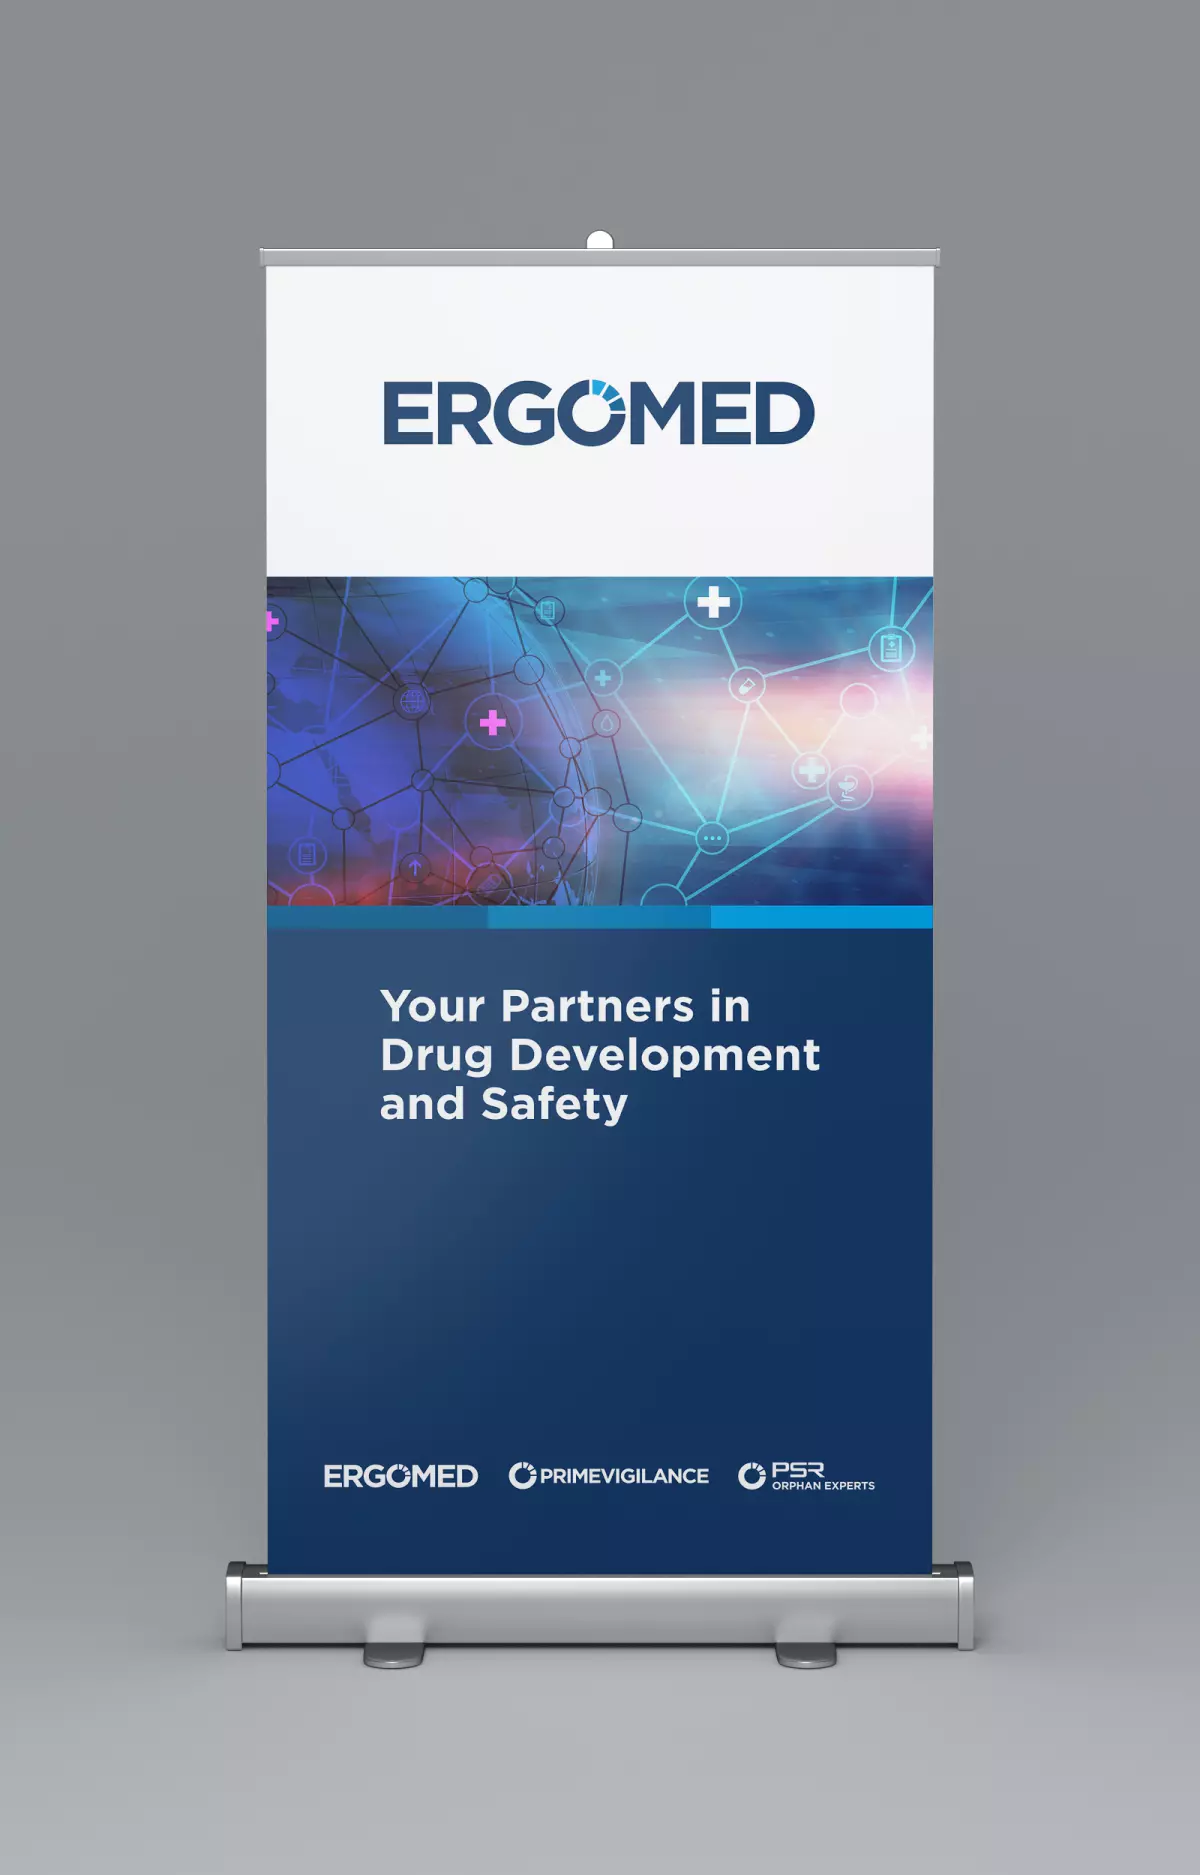 ERGOMED
Your Partners in
Drug Development
and Safety
ERGOMED
PRIMEVIGILANCE
PSR
ORPHAN EXPERTS